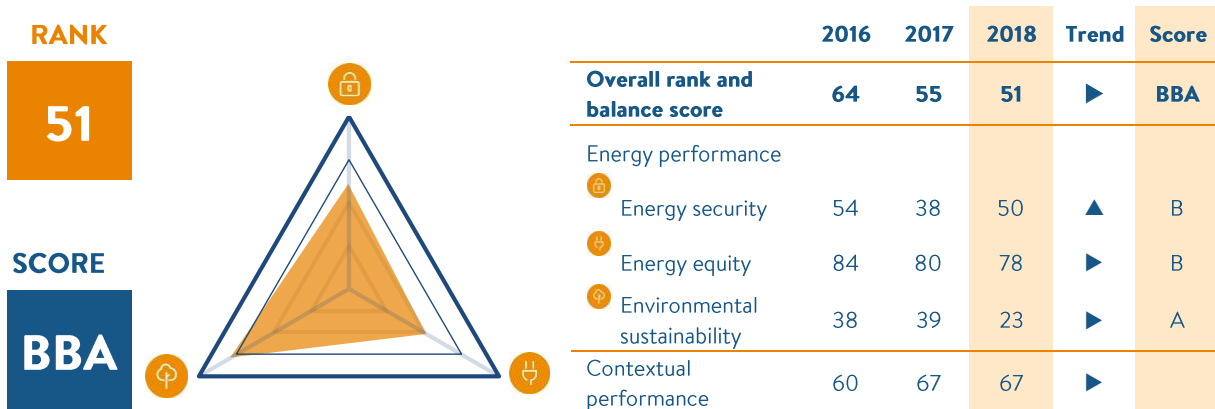 RANK
51
SCORE
BBA
2016 2017 2018 Trend Score
Overall rank and
balance score 64 55 51 BBA
Energy performance
Energy security 54 38 50 B
Energy equity 84 80 78 B
Environmental
sustainability 38 39 23 A
Contextual
performance 60 67 67